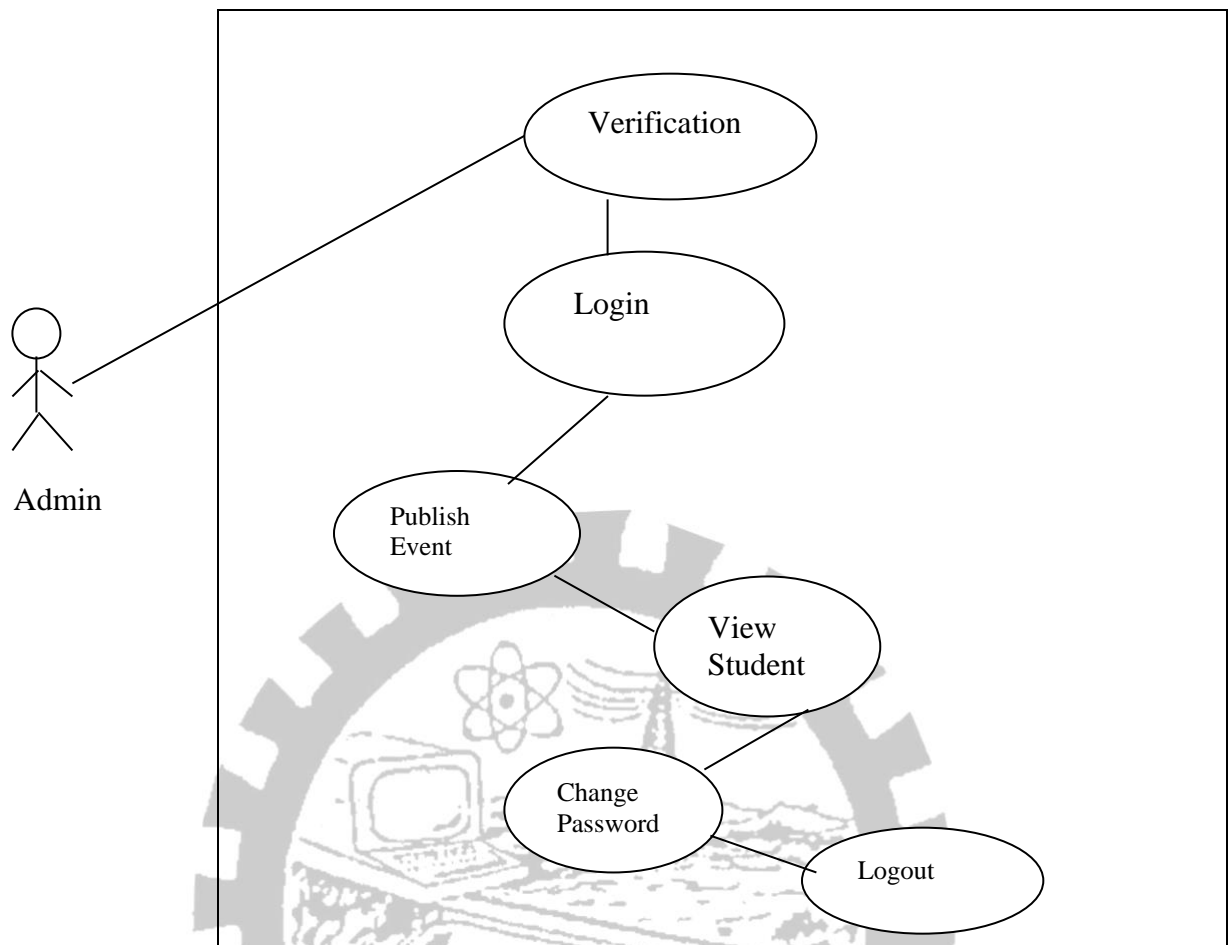 Verification
Login
Admin
Publish
Event
View
Student
Change
Password
Logout